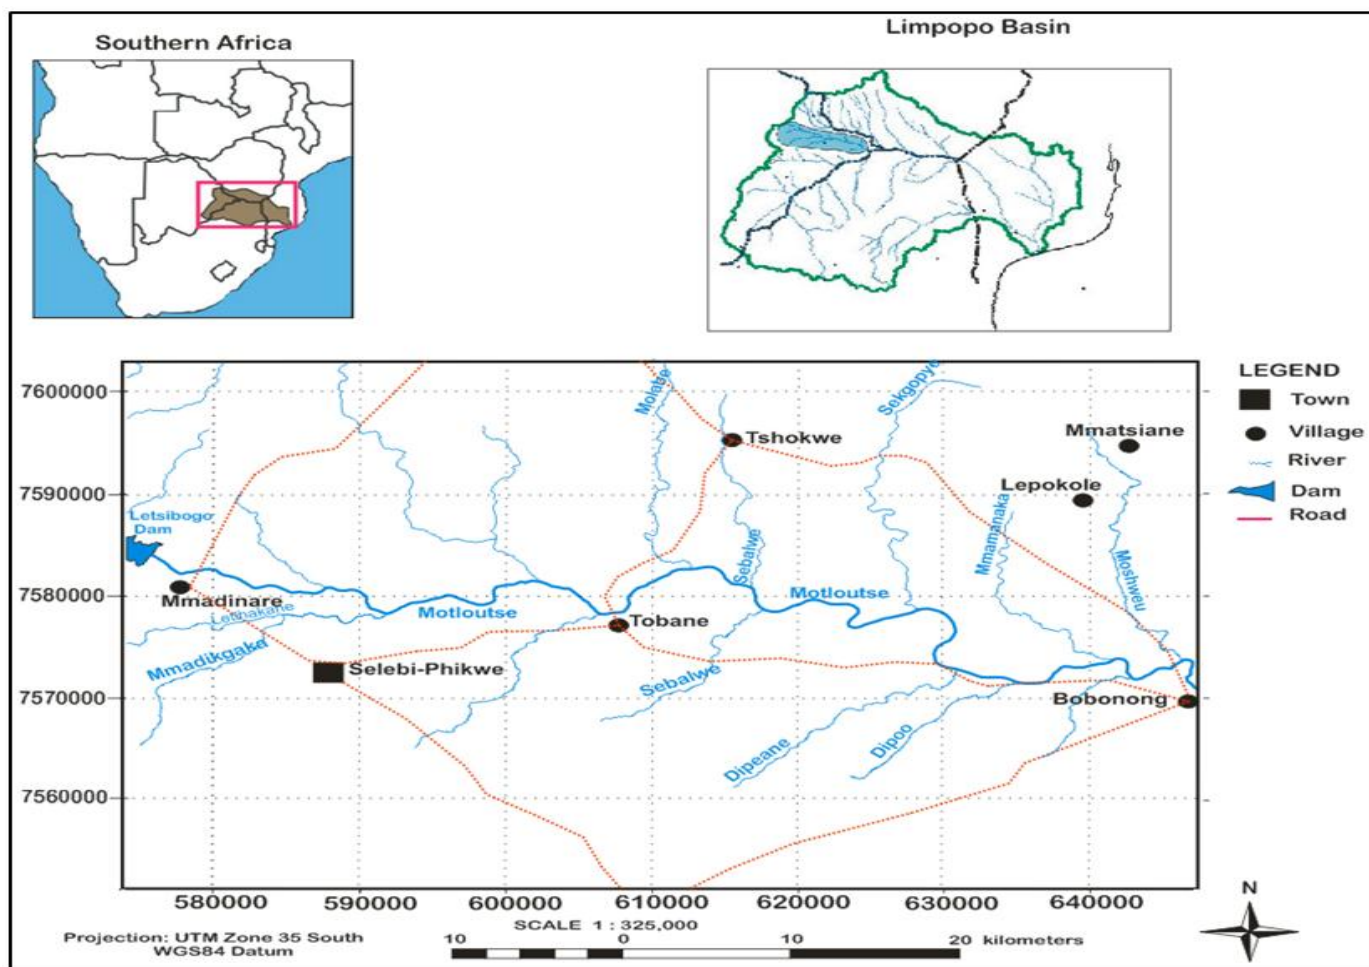 Southern Africa
Limpopo Basin
7600000
7590000
7580000
7570000
7560000
580000
590000
600000
610000
620000
630000
640000
Molabe
Sekgopye
Tshokwe
Mmatsiane
Lepokole
Letsibogo
Dam
Mmamanaka
Moshweu
Sebalwe
Mmadinare
Letlhakane
Motloutse
Motloutse
Tobane
Mmadikgake
Selebi-Phikwe
Sebalwe
Bobonong
Dipeane
Dipoo
LEGEND
Town
Village
River
Dam
Road
N
SCALE 1 : 325,000
Projection: UTM Zone 35 South
WGS84 Datum
10 0 10 20 kilometers